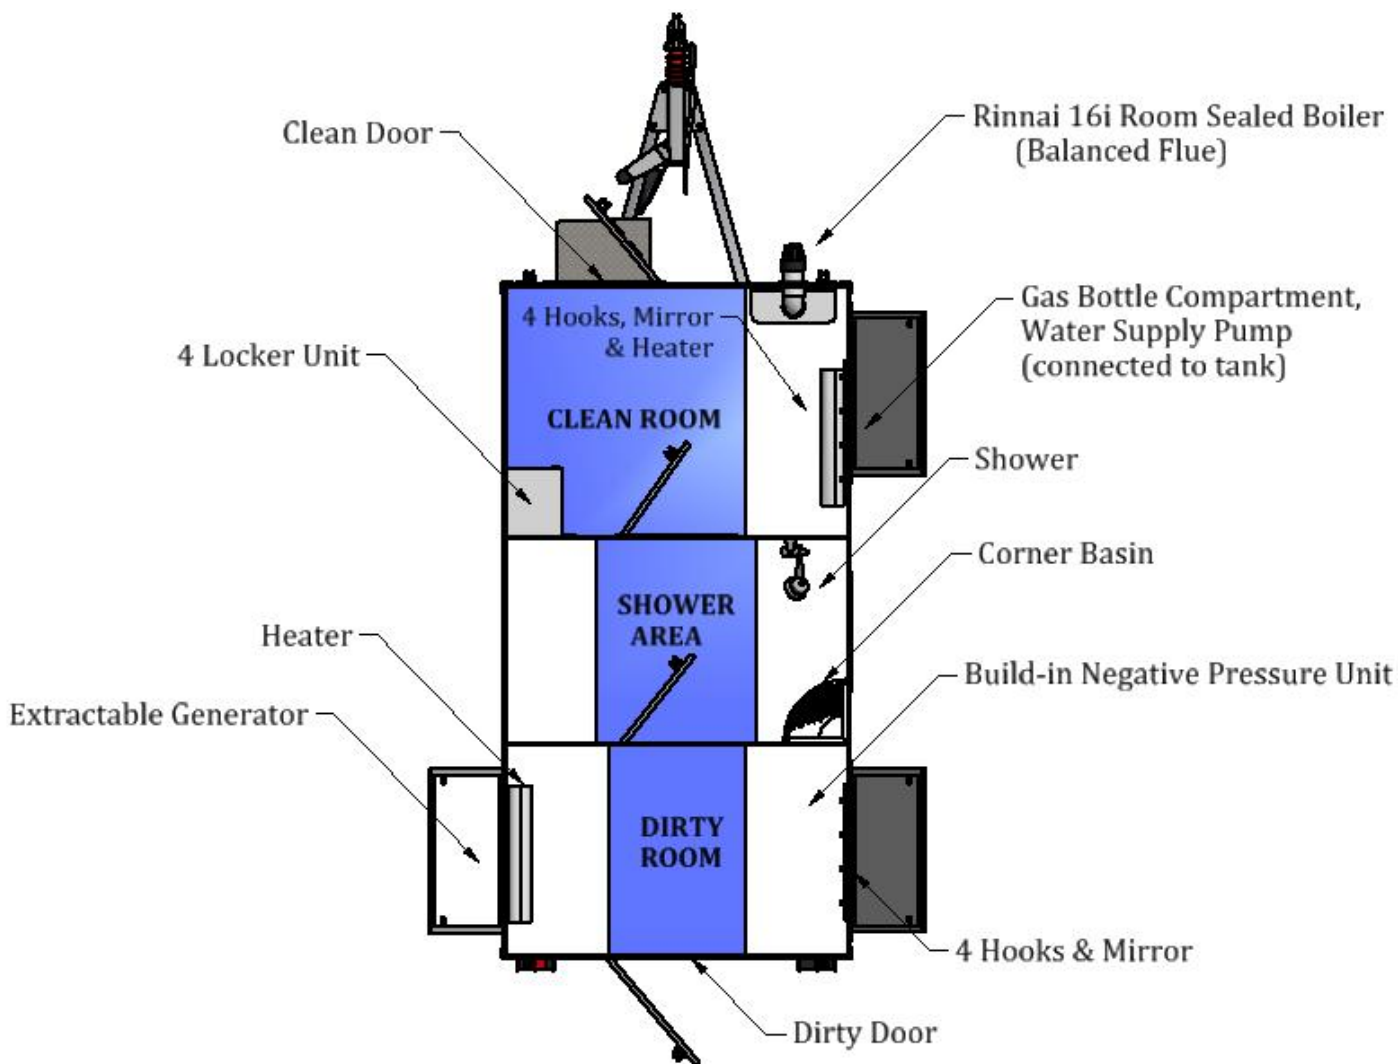 Clean Door
Rinnai 16i Room Sealed Boiler
(Balanced Flue)
4 Hooks, Mirror
& Heater
Gas Bottle Compartment,
Water Supply Pump
(connected to tank)
4 Locker Unit
CLEAN ROOM
Shower
Corner Basin
SHOWER
AREA
Heater
Build-in Negative Pressure Unit
Extractable Generator
DIRTY
ROOM
4 Hooks & Mirror
Dirty Door